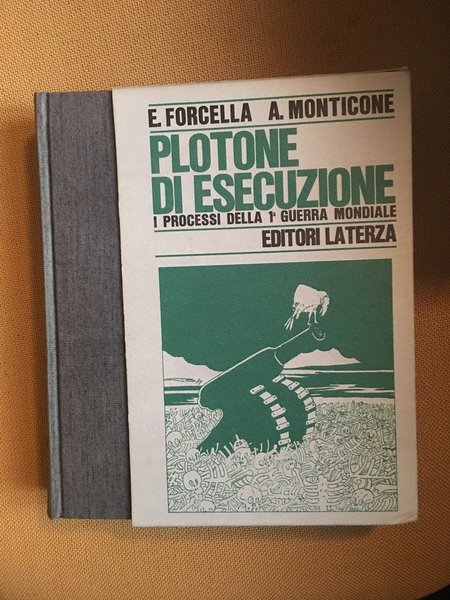 E. FORCELLA A. MONTICONE
PLOTONE
DI ESECUZIONE
I PROCESSI DELLA 1ª GUERRA MONDIALE
EDITORI LATERZA